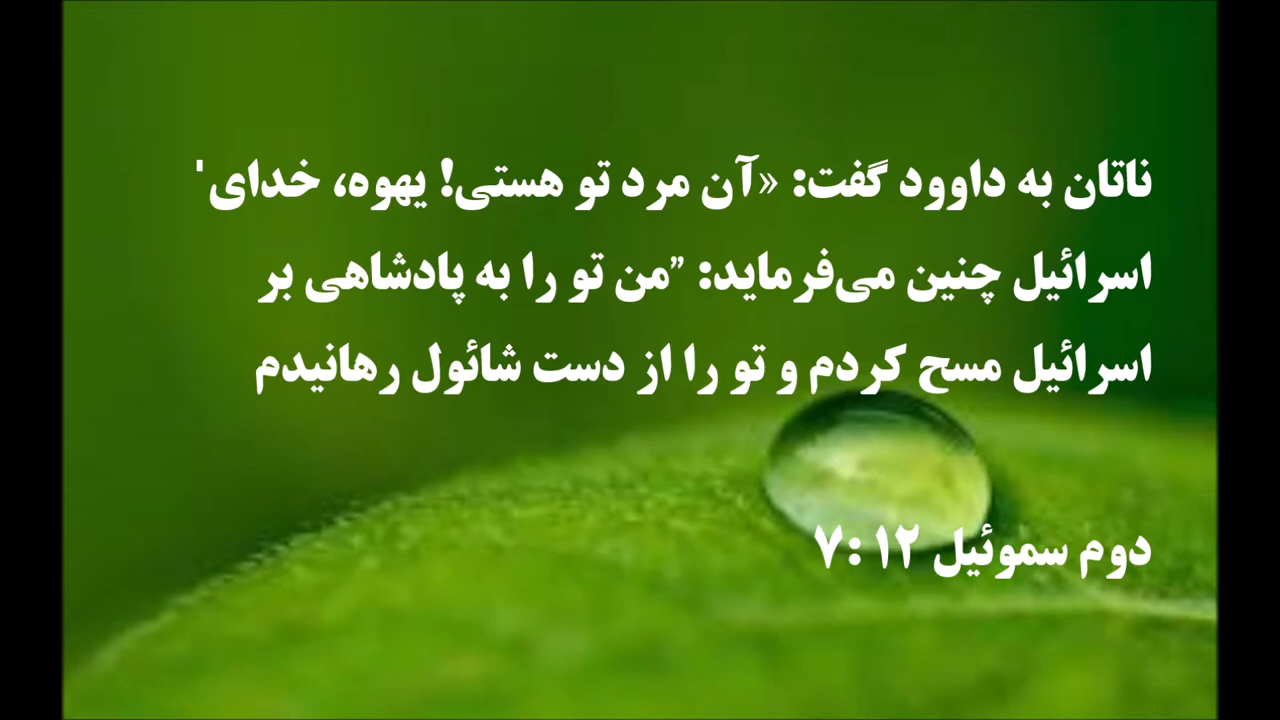 ناتان به داوود گفت: «آن مرد تو هستی! یهوه، خدای'
اسرائیل چنین می‌فرماید: ”من تو را به پادشاهی بر
اسرائیل مسح کردم و تو را از دست شائول رهانیدم
دوم سموئیل ۱۲ :۷